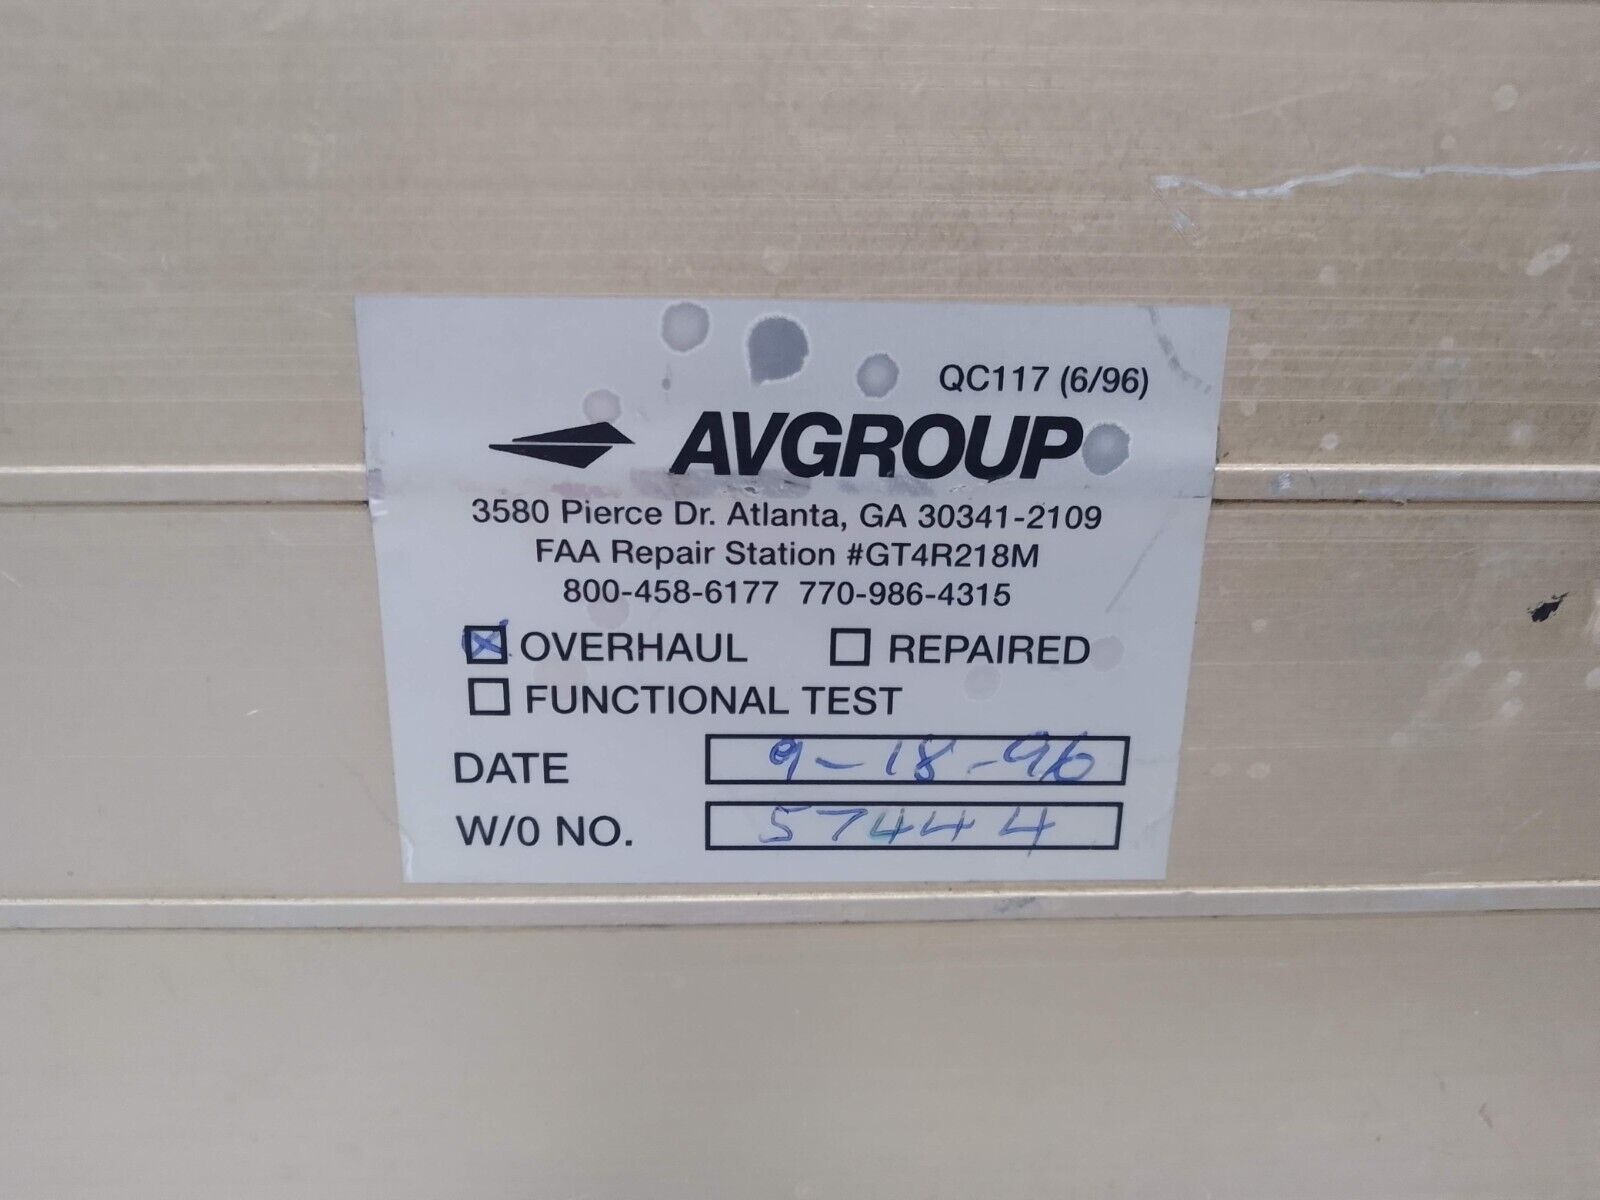 QC117 (6/96)
AVGROUP
3580 Pierce Dr. Atlanta, GA 30341-2109
FAA Repair Station #GT4R218M
800-458-6177 770-986-4315
OVERHAUL REPAIRED
FUNCTIONAL TEST
DATE 9-18-96
W/0 NO. 57444